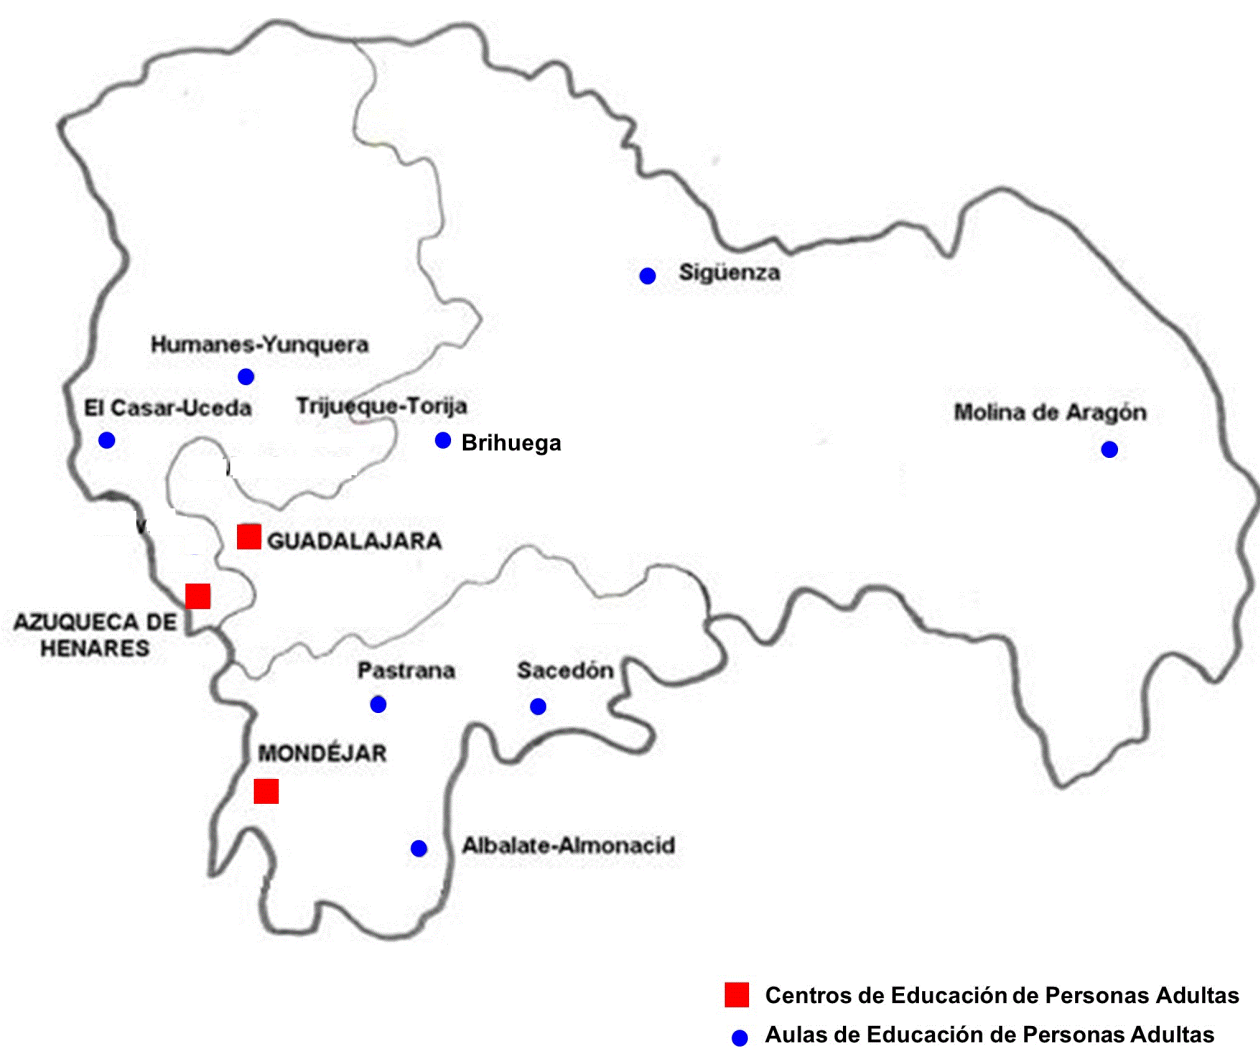 Sigüenza
Humanes-Yunquera
El Casar-Uceda
Trijueque-Torija
Molina de Aragón
Brihuega
GUADALAJARA
AZUQUECA DE
HENARES
Pastrana
Sacedón
MONDÉJAR
Albalate-Almonacid
Centros de Educación de Personas Adultas
Aulas de Educación de Personas Adultas